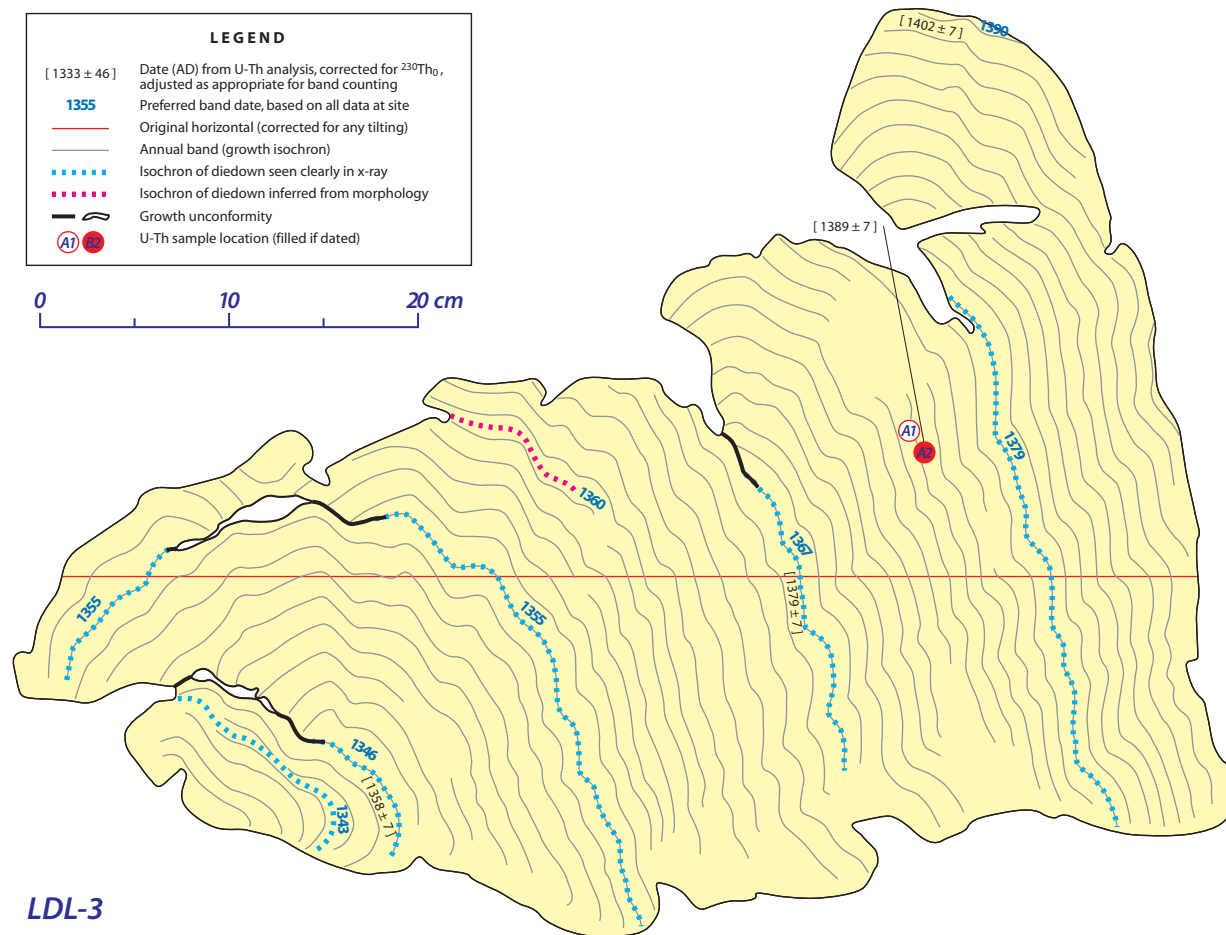 LEGEND
[ 1333 ± 46 ] Date (AD) from U-Th analysis, corrected for ²³⁰Th₀,
adjusted as appropriate for band counting
1355 Preferred band date, based on all data at site
Original horizontal (corrected for any tilting)
Annual band (growth isochron)
Isochron of diedown seen clearly in x-ray
Isochron of diedown inferred from morphology
Growth unconformity
A1 B2 U-Th sample location (filled if dated)
0 10 20 cm
[ 1402 ± 7 ]
1390
[ 1389 ± 7 ]
A1
A2
1379
1360
1367
[ 1379 ± 7 ]
1355
1355
1346
[ 1358 ± 7 ]
1343
LDL-3